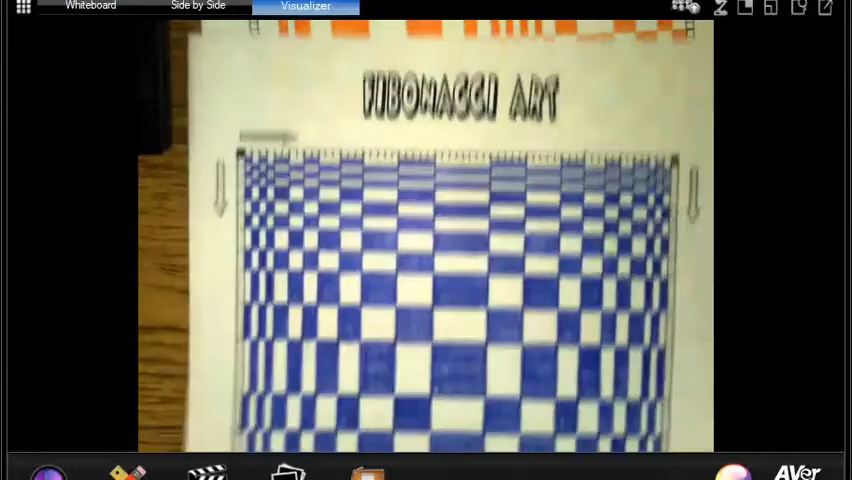 Whiteboard
Side by Side
Visualizer
FIBONACCI ART
AVer